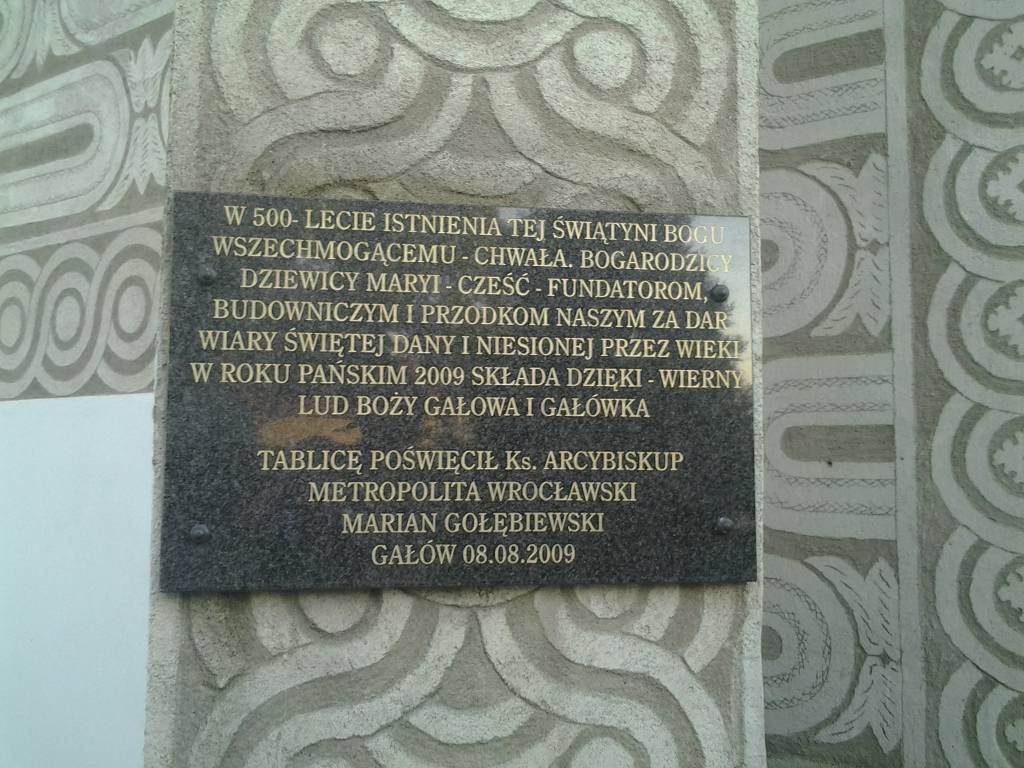 W 500- LECIE ISTNIENIA TEJ ŚWIĄTYNI BOGU
WSZECHMOGĄCEMU - CHWAŁA. BOGARODZICY
DZIEWICY MARYI - CZEŚĆ - FUNDATOROM,
BUDOWNICZYM I PRZODKOM NASZYM ZA DAR
WIARY ŚWIĘTEJ DANY I NIESIONEJ PRZEZ WIEKI
W ROKU PAŃSKIM 2009 SKŁADA DZIĘKI - WIERNY
LUD BOŻY GAŁOWA I GAŁÓWKA
TABLICĘ POŚWIĘCIŁ Ks. ARCYBISKUP
METROPOLITA WROCŁAWSKI
MARIAN GOŁĘBIEWSKI
GAŁÓW 08.08.2009